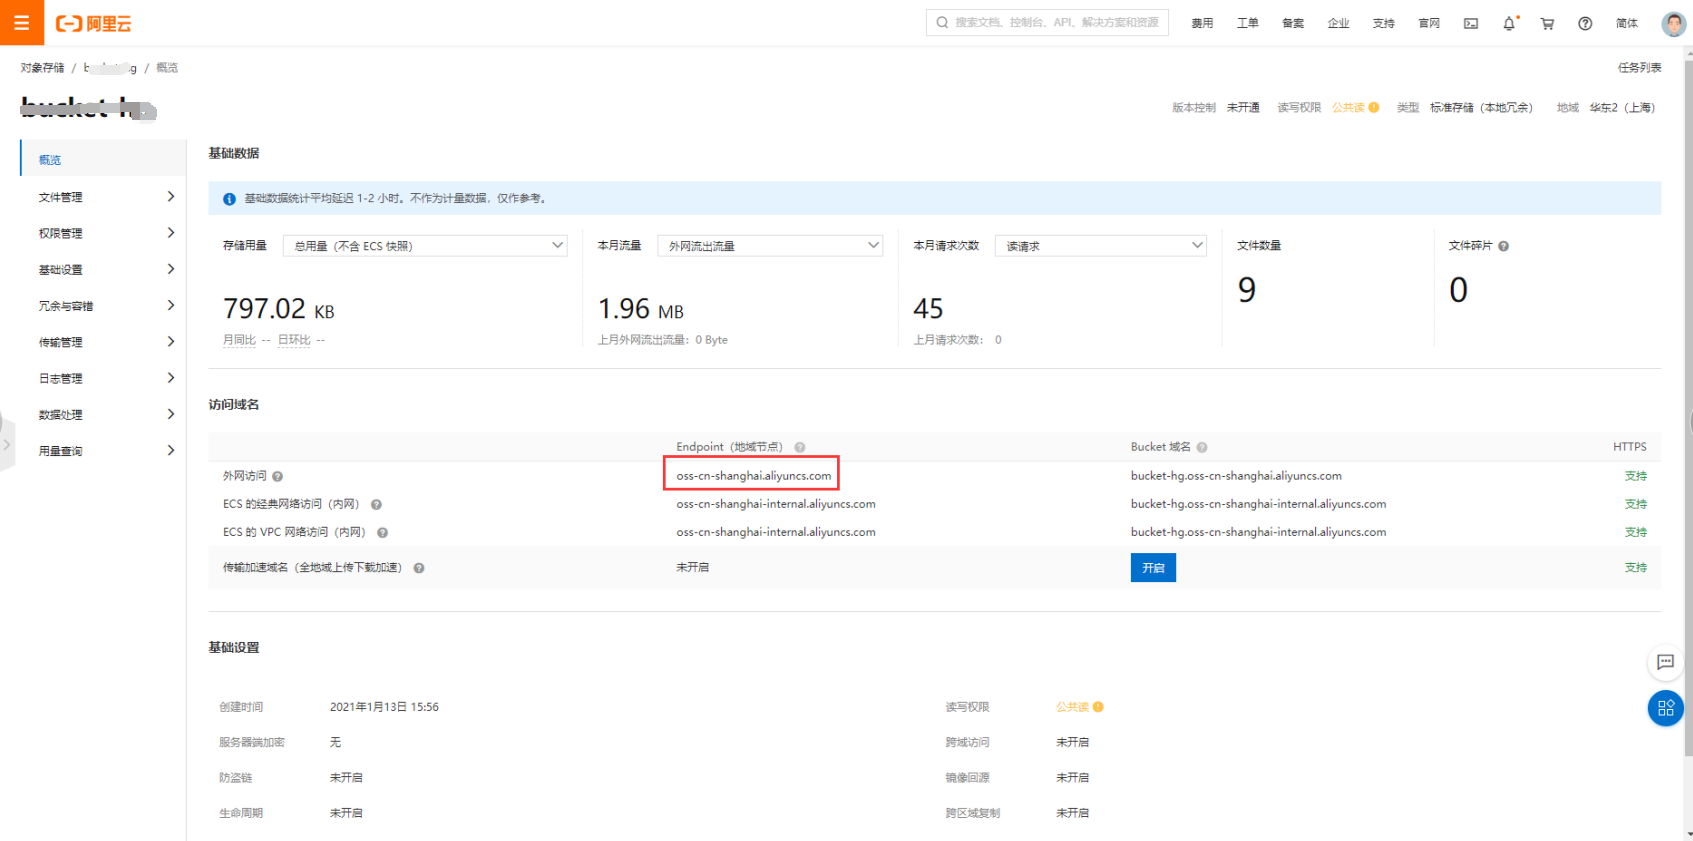 阿里云
搜索文档、控制台、API、解决方案和资源
费用 工单 备案 企业 支持 官网 简体
对象存储 / / 概览
任务列表
版本控制 未开通 读写权限 公共读 类型 标准存储（本地冗余） 地域 华东2（上海）
概览
文件管理
权限管理
基础设置
冗余与容错
传输管理
日志管理
数据处理
用量查询
基础数据
基础数据统计平均延迟 1-2 小时。不作为计量数据，仅作参考。
存储用量 总用量（不含 ECS 快照）
797.02 KB
月同比 -- 日环比 --
本月流量 外网流出流量
1.96 MB
上月外网流出流量：0 Byte
本月请求次数 读请求
45
上月请求次数： 0
文件数量
9
文件碎片
0
访问域名
Endpoint（地域节点） Bucket 域名 HTTPS
外网访问 oss-cn-shanghai.aliyuncs.com bucket-hg.oss-cn-shanghai.aliyuncs.com 支持
ECS 的经典网络访问（内网） oss-cn-shanghai-internal.aliyuncs.com bucket-hg.oss-cn-shanghai-internal.aliyuncs.com 支持
ECS 的 VPC 网络访问（内网） oss-cn-shanghai-internal.aliyuncs.com bucket-hg.oss-cn-shanghai-internal.aliyuncs.com 支持
传输加速域名（全地域上传下载加速） 未开启 开启 支持
基础设置
创建时间 2021年1月13日 15:56 读写权限 公共读
服务器端加密 无 跨域访问 未开启
防盗链 未开启 镜像回源 未开启
生命周期 未开启 跨区域复制 未开启